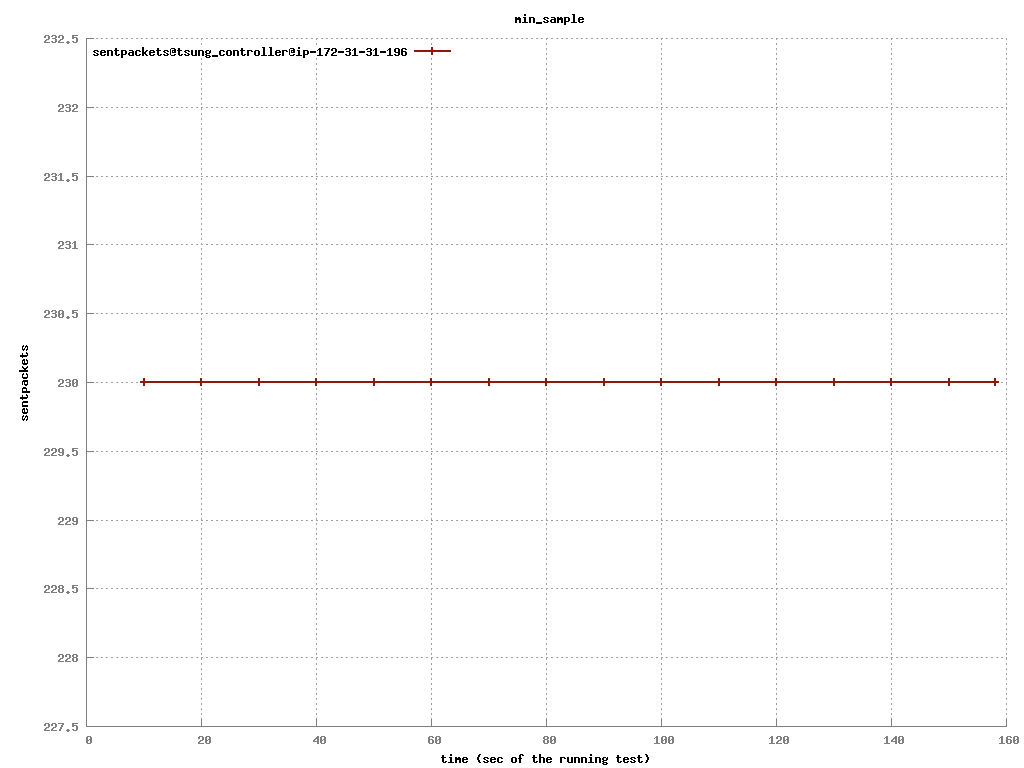 min_sample
sentpackets@tsung_controller@ip-172-31-31-196
232.5
232
231.5
231
230.5
230
229.5
229
228.5
228
227.5
sentpackets
0 20 40 60 80 100 120 140 160
time (sec of the running test)